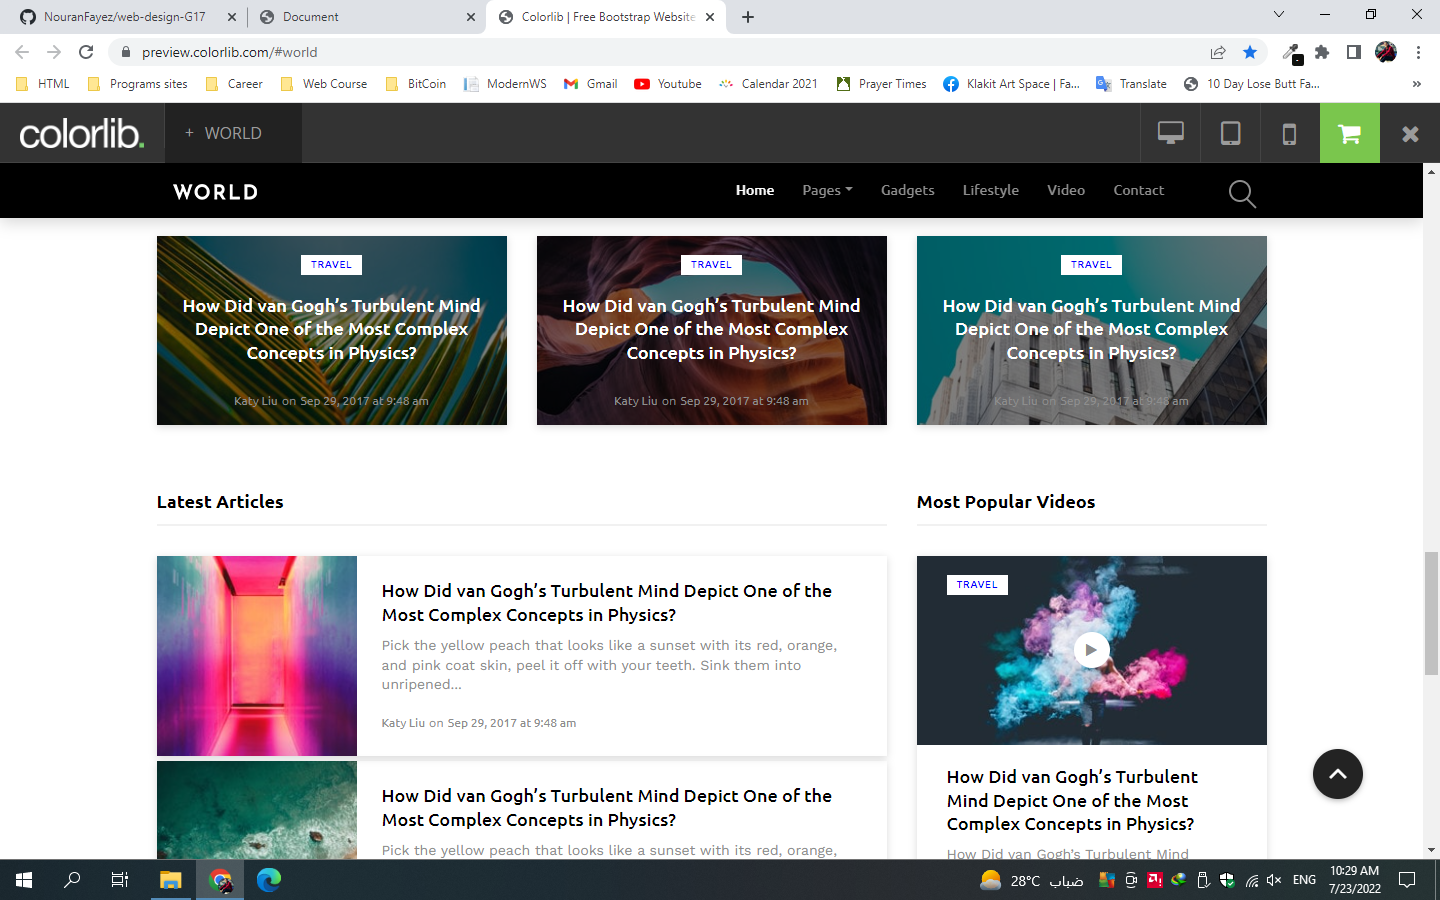 NouranFayez/web-design-G17
Document
Colorlib | Free Bootstrap Website
preview.colorlib.com/#world
HTML
Programs sites
Career
Web Course
BitCoin
ModernWS
Gmail
Youtube
Calendar 2021
Prayer Times
Klakit Art Space | Fa...
Translate
10 Day Lose Butt Fa...
»
colorlib.
+ WORLD
WORLD
Home
Pages
Gadgets
Lifestyle
Video
Contact
TRAVEL
How Did van Gogh’s Turbulent Mind
Depict One of the Most Complex
Concepts in Physics?
Katy Liu on Sep 29, 2017 at 9:48 am
TRAVEL
How Did van Gogh’s Turbulent Mind
Depict One of the Most Complex
Concepts in Physics?
Katy Liu on Sep 29, 2017 at 9:48 am
TRAVEL
How Did van Gogh’s Turbulent Mind
Depict One of the Most Complex
Concepts in Physics?
Katy Liu on Sep 29, 2017 at 9:48 am
Latest Articles
How Did van Gogh’s Turbulent Mind Depict One of the
Most Complex Concepts in Physics?
Pick the yellow peach that looks like a sunset with its red, orange,
and pink coat skin, peel it off with your teeth. Sink them into
unripened...
Katy Liu on Sep 29, 2017 at 9:48 am
How Did van Gogh’s Turbulent Mind Depict One of the
Most Complex Concepts in Physics?
Pick the yellow peach that looks like a sunset with its red, orange,
Most Popular Videos
TRAVEL
How Did van Gogh’s Turbulent
Mind Depict One of the Most
Complex Concepts in Physics?
How Did van Gogh’s Turbulent Mind
28°C ضباب
ENG
10:29 AM
7/23/2022